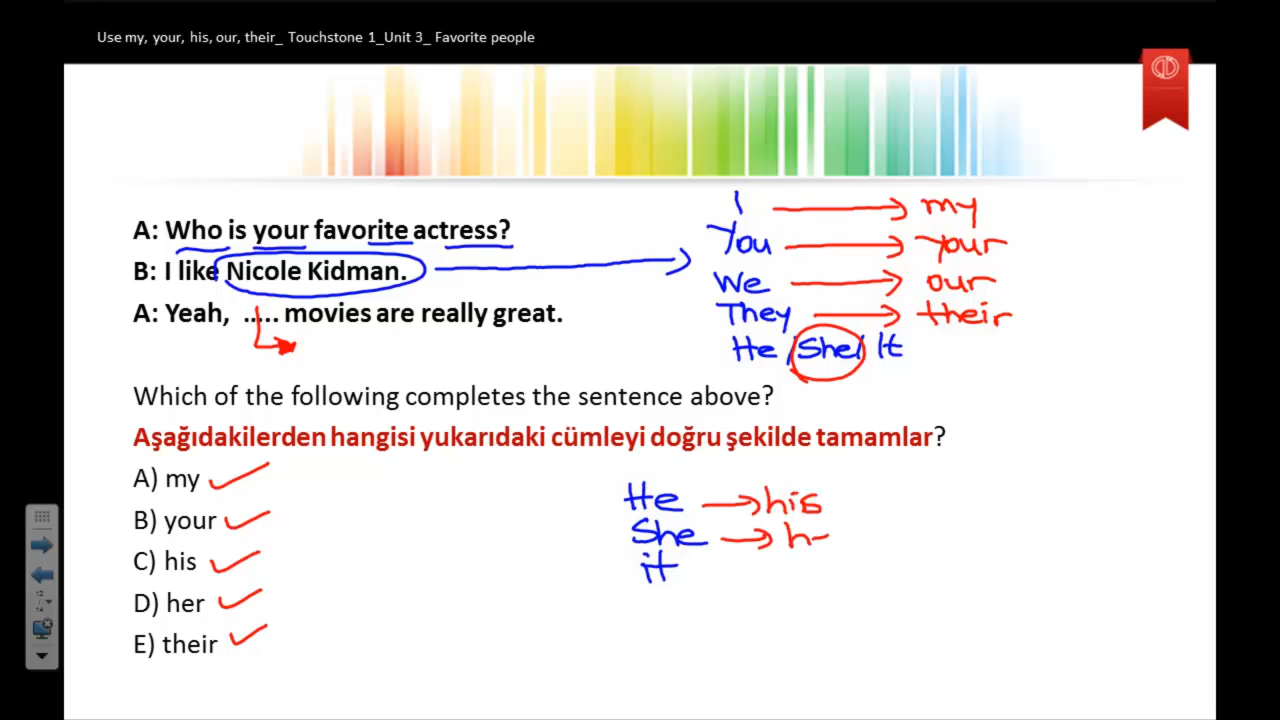 Use my, your, his, our, their_ Touchstone 1_Unit 3_ Favorite people
A: Who is your favorite actress?
B: I like Nicole Kidman.
A: Yeah, ..... movies are really great.
I my
You your
We our
They their
He / She / It
Which of the following completes the sentence above?
Aşağıdakilerden hangisi yukarıdaki cümleyi doğru şekilde tamamlar?
A) my
B) your
C) his
D) her
E) their
He his
She h
it
12
/
14